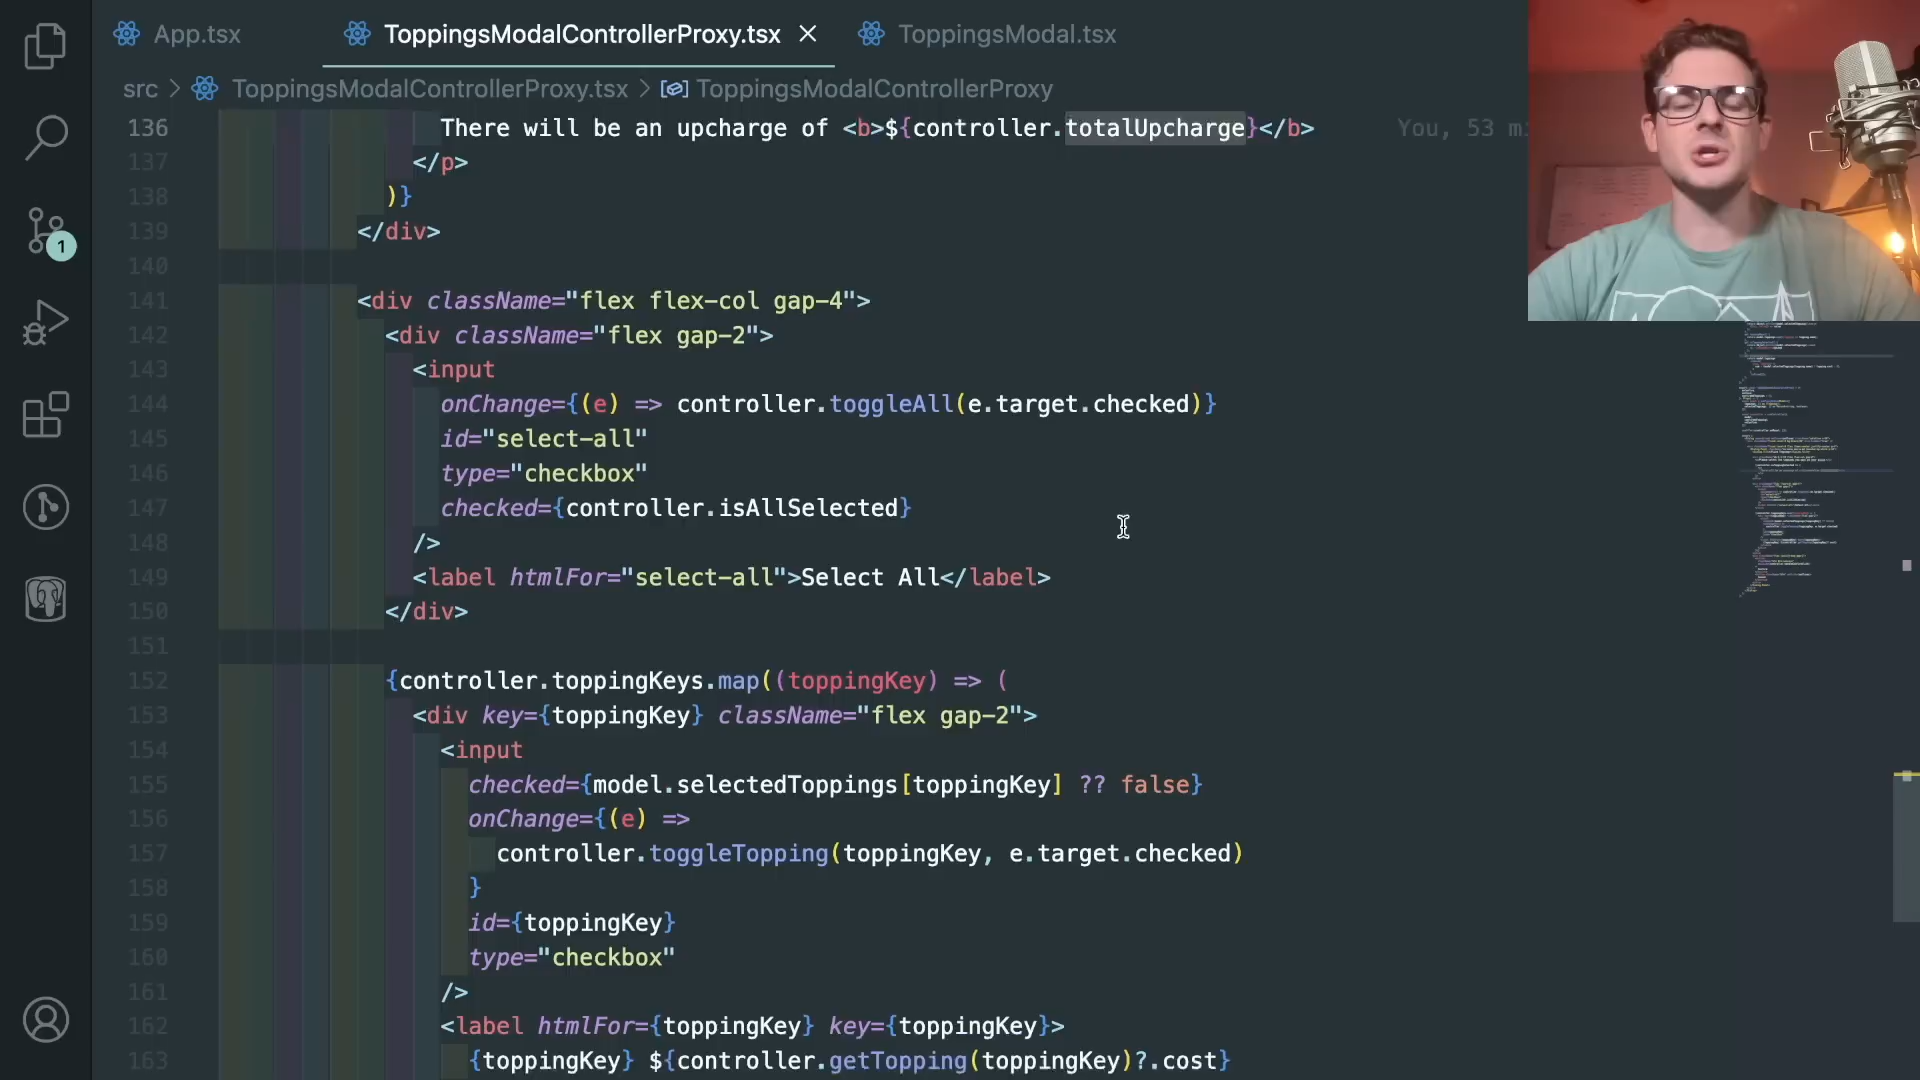 App.tsx
ToppingsModalControllerProxy.tsx
ToppingsModal.tsx
src > ToppingsModalControllerProxy.tsx > ToppingsModalControllerProxy
136 There will be an upcharge of <b>${controller.totalUpcharge}</b> You, 53 mi
137 </p>
138 )}
139 </div>
140
141 <div className="flex flex-col gap-4">
142 <div className="flex gap-2">
143 <input
144 onChange={(e) => controller.toggleAll(e.target.checked)}
145 id="select-all"
146 type="checkbox"
147 checked={controller.isAllSelected}
148 />
149 <label htmlFor="select-all">Select All</label>
150 </div>
151
152 {controller.toppingKeys.map((toppingKey) => (
153 <div key={toppingKey} className="flex gap-2">
154 <input
155 checked={model.selectedToppings[toppingKey] ?? false}
156 onChange={(e) =>
157 controller.toggleTopping(toppingKey, e.target.checked)
158 }
159 id={toppingKey}
160 type="checkbox"
161 />
162 <label htmlFor={toppingKey} key={toppingKey}>
163 {toppingKey} ${controller.getTopping(toppingKey)?.cost}
1